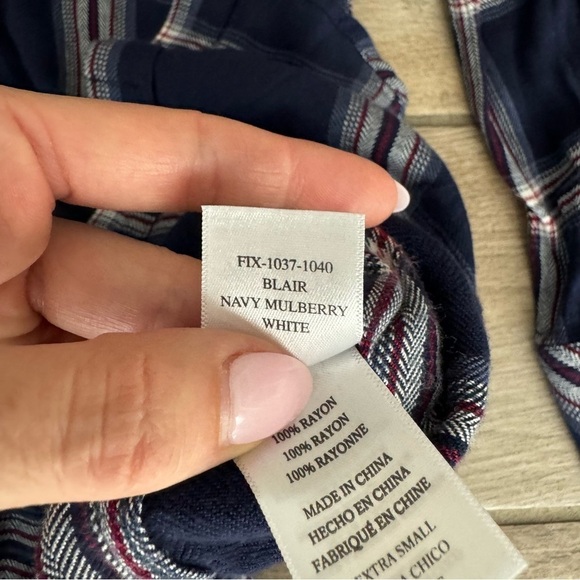 FIX-1037-1040
BLAIR
NAVY MULBERRY
WHITE
100% RAYON
100% RAYON
100% RAYONNE
MADE IN CHINA
HECHO EN CHINA
FABRIQUÉ EN CHINE
EXTRA SMALL
CHICO